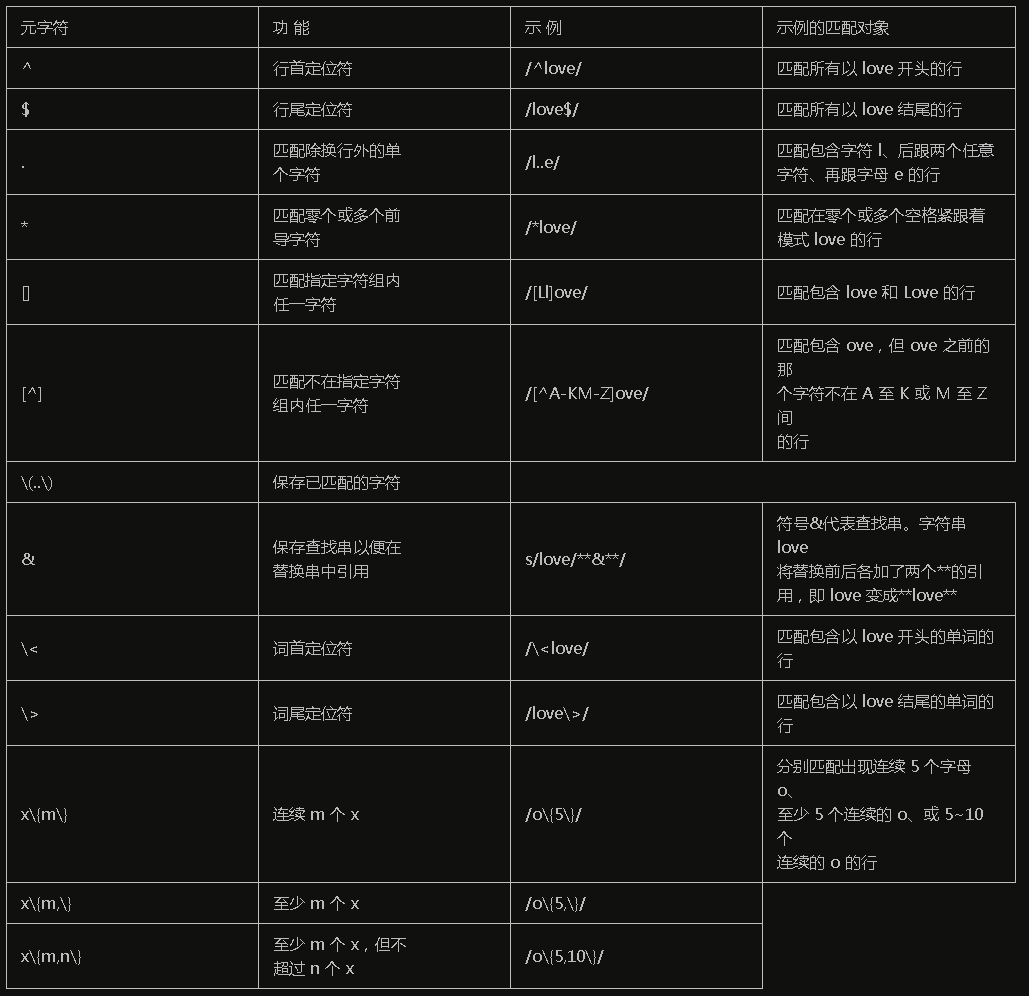 元字符
功 能
示 例
示例的匹配对象
^
行首定位符
/^love/
匹配所有以 love 开头的行
$
行尾定位符
/love$/
匹配所有以 love 结尾的行
.
匹配除换行外的单
个字符
/l..e/
匹配包含字符 l、后跟两个任意
字符、再跟字母 e 的行
*
匹配零个或多个前
导字符
/*love/
匹配在零个或多个空格紧跟着
模式 love 的行
[]
匹配指定字符组内
任一字符
/[Ll]ove/
匹配包含 love 和 Love 的行
[^]
匹配不在指定字符
组内任一字符
/[^A-KM-Z]ove/
匹配包含 ove，但 ove 之前的
那
个字符不在 A 至 K 或 M 至 Z
间
的行
\(..\)
保存已匹配的字符
&
保存查找串以便在
替换串中引用
s/love/**&**/
符号&代表查找串。字符串
love
将替换前后各加了两个**的引
用，即 love 变成**love**
\<
词首定位符
/\<love/
匹配包含以 love 开头的单词的
行
\>
词尾定位符
/love\>/
匹配包含以 love 结尾的单词的
行
x\{m\}
连续 m 个 x
/o\{5\}/
分别匹配出现连续 5 个字母
o、
至少 5 个连续的 o、或 5~10
个
连续的 o 的行
x\{m,\}
至少 m 个 x
/o\{5,\}/
x\{m,n\}
至少 m 个 x，但不
超过 n 个 x
/o\{5,10\}/